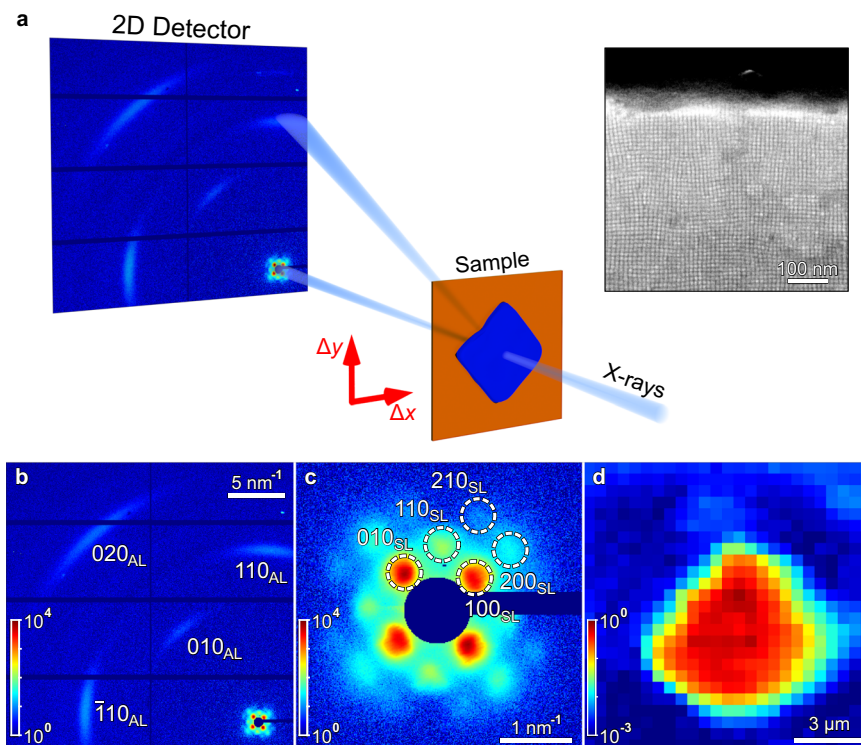 a
2D Detector
Sample
100 nm
Δy
Δx
X-rays
b
5 nm⁻¹
020AL
110AL
010AL
1̅10AL
10⁴
10⁰
c
210SL
110SL
010SL
200SL
100SL
10⁴
10⁰
1 nm⁻¹
d
10⁰
10⁻³
3 µm